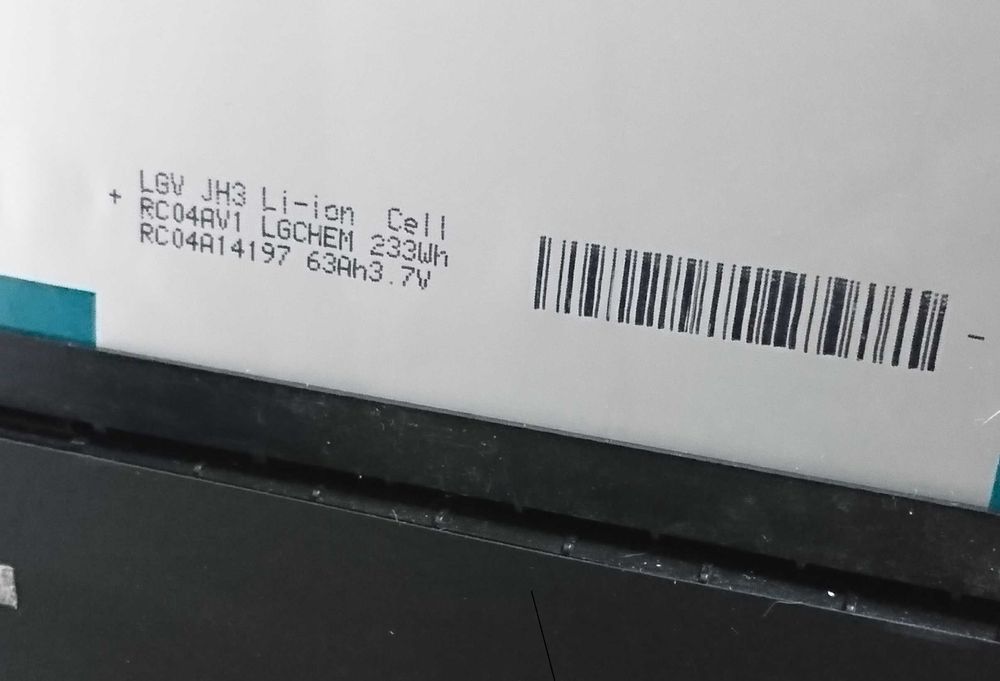 + LGV JH3 Li-ion Cell
RC04AV1 LGCHEM 233Wh
RC04A14197 63Ah3.7V
-